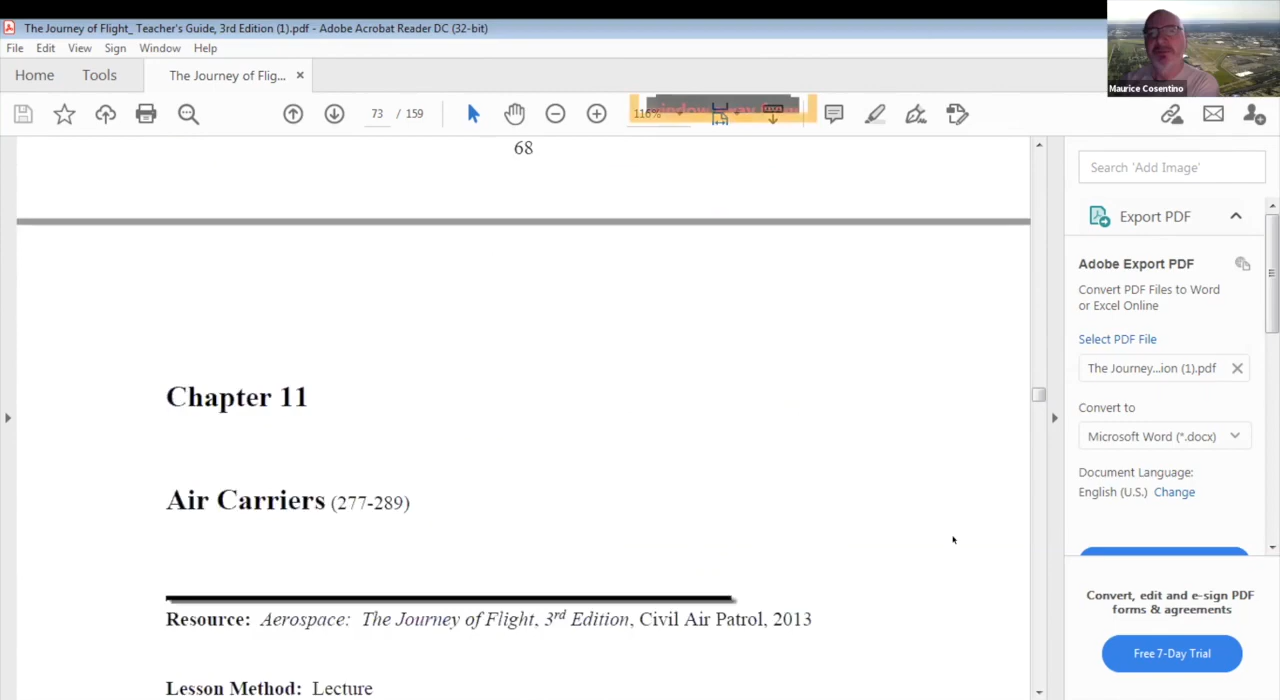 The Journey of Flight_ Teacher's Guide, 3rd Edition (1).pdf - Adobe Acrobat Reader DC (32-bit)
File Edit View Sign Window Help
Home Tools The Journey of Flig... ×
73 / 159 116%
Maurice Cosentino
68
Chapter 11
Air Carriers (277-289)
Resource: Aerospace: The Journey of Flight, 3rd Edition, Civil Air Patrol, 2013
Lesson Method: Lecture
Search 'Add Image'
Export PDF
Adobe Export PDF
Convert PDF Files to Word
or Excel Online
Select PDF File
The Journey...ion (1).pdf
Convert to
Microsoft Word (*.docx)
Document Language:
English (U.S.) Change
Convert, edit and e-sign PDF
forms & agreements
Free 7-Day Trial